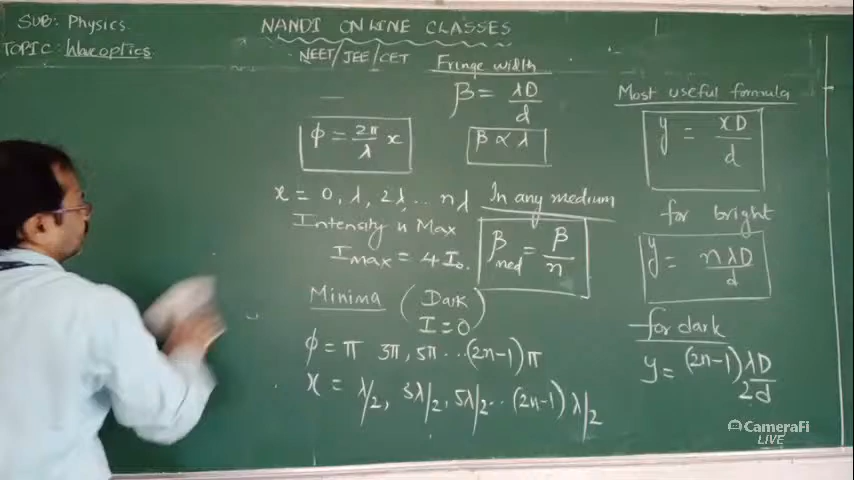 SUB: Physics
TOPIC: Wave optics
NANDI ONLINE CLASSES
NEET/JEE/CET
Fringe width
β = λD/d
φ = 2π/λ x
β ∝ λ
x = 0, λ, 2λ, .. nλ
Intensity is Max
Imax = 4I₀.
In any medium
βmed = β/n
Minima (Dark I = 0)
φ = π 3π, 5π ... (2n-1)π
x = λ/2, 3λ/2, 5λ/2 .. (2n-1) λ/2
Most useful formula
y = xD/d
for bright
y = nλD/d
for dark
y = (2n-1) λD/2d
CameraFi
LIVE